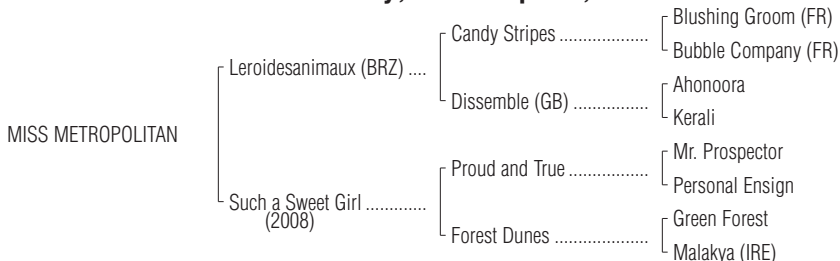 Blushing Groom (FR)
Candy Stripes ...................
Bubble Company (FR)
Leroidesanimaux (BRZ) ....
Ahonoora
Dissemble (GB) ................
Kerali
MISS METROPOLITAN
Mr. Prospector
Proud and True .................
Personal Ensign
Such a Sweet Girl .............
(2008)
Green Forest
Forest Dunes ....................
Malakya (IRE)